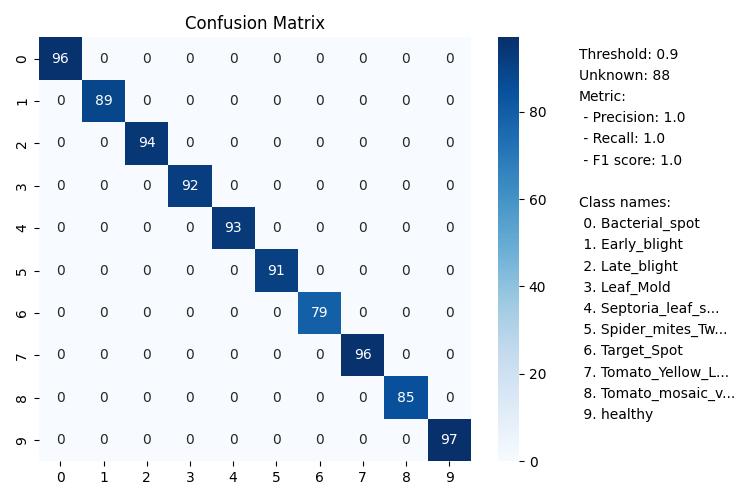 Confusion Matrix
0 96 0 0 0 0 0 0 0 0 0
1 0 89 0 0 0 0 0 0 0 0
2 0 0 94 0 0 0 0 0 0 0
3 0 0 0 92 0 0 0 0 0 0
4 0 0 0 0 93 0 0 0 0 0
5 0 0 0 0 0 91 0 0 0 0
6 0 0 0 0 0 0 79 0 0 0
7 0 0 0 0 0 0 0 96 0 0
8 0 0 0 0 0 0 0 0 85 0
9 0 0 0 0 0 0 0 0 0 97
0 1 2 3 4 5 6 7 8 9
80
60
40
20
0
Threshold: 0.9
Unknown: 88
Metric:
- Precision: 1.0
- Recall: 1.0
- F1 score: 1.0
Class names:
0. Bacterial_spot
1. Early_blight
2. Late_blight
3. Leaf_Mold
4. Septoria_leaf_s...
5. Spider_mites_Tw...
6. Target_Spot
7. Tomato_Yellow_L...
8. Tomato_mosaic_v...
9. healthy